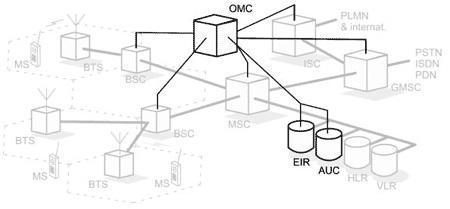 OMC
PLMN
& internat.
ISC
PSTN
ISDN
PDN
GMSC
MS
BTS
BSC
MSC
BTS
BSC
MS
BTS
MS
EIR
AUC
HLR
VLR